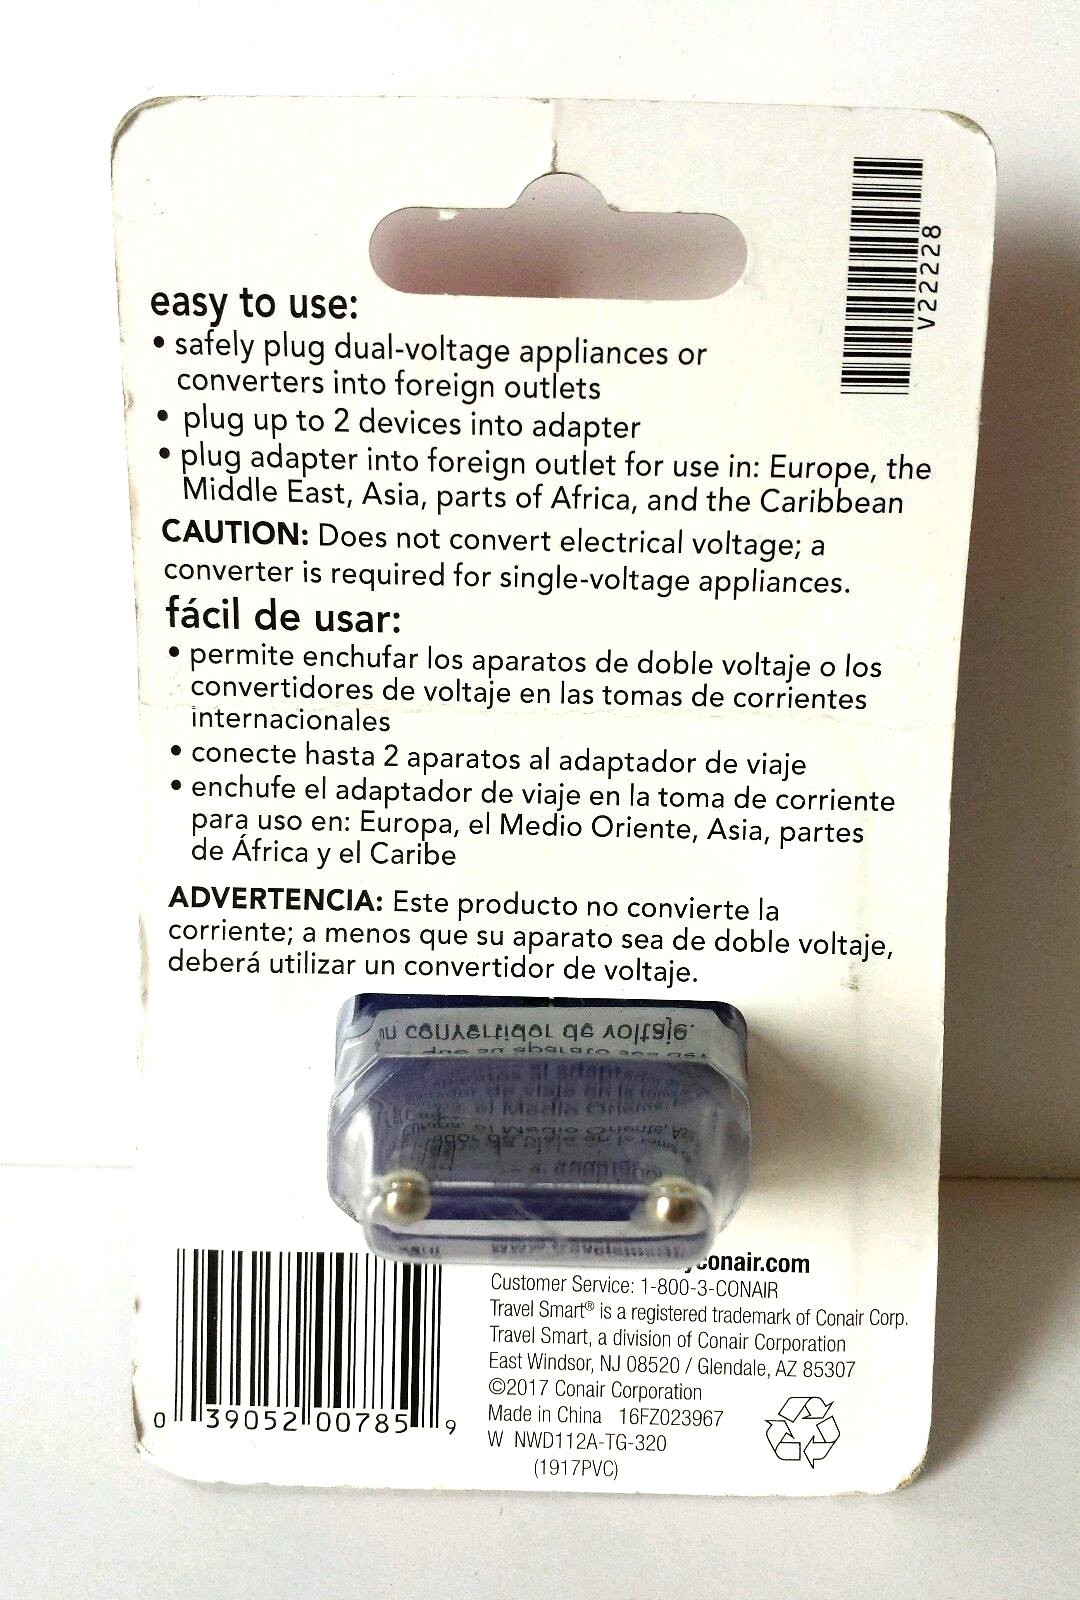 V22228
easy to use:
• safely plug dual-voltage appliances or
converters into foreign outlets
• plug up to 2 devices into adapter
• plug adapter into foreign outlet for use in: Europe, the
Middle East, Asia, parts of Africa, and the Caribbean
CAUTION: Does not convert electrical voltage; a
converter is required for single-voltage appliances.
fácil de usar:
• permite enchufar los aparatos de doble voltaje o los
convertidores de voltaje en las tomas de corrientes
internacionales
• conecte hasta 2 aparatos al adaptador de viaje
• enchufe el adaptador de viaje en la toma de corriente
para uso en: Europa, el Medio Oriente, Asia, partes
de África y el Caribe
ADVERTENCIA: Este producto no convierte la
corriente; a menos que su aparato sea de doble voltaje,
deberá utilizar un convertidor de voltaje.
un convertidor de voltaje.
yconair.com
Customer Service: 1-800-3-CONAIR
Travel Smart® is a registered trademark of Conair Corp.
Travel Smart, a division of Conair Corporation
East Windsor, NJ 08520 / Glendale, AZ 85307
©2017 Conair Corporation
Made in China 16FZ023967
W NWD112A-TG-320
(1917PVC)
0 39052 00785 9